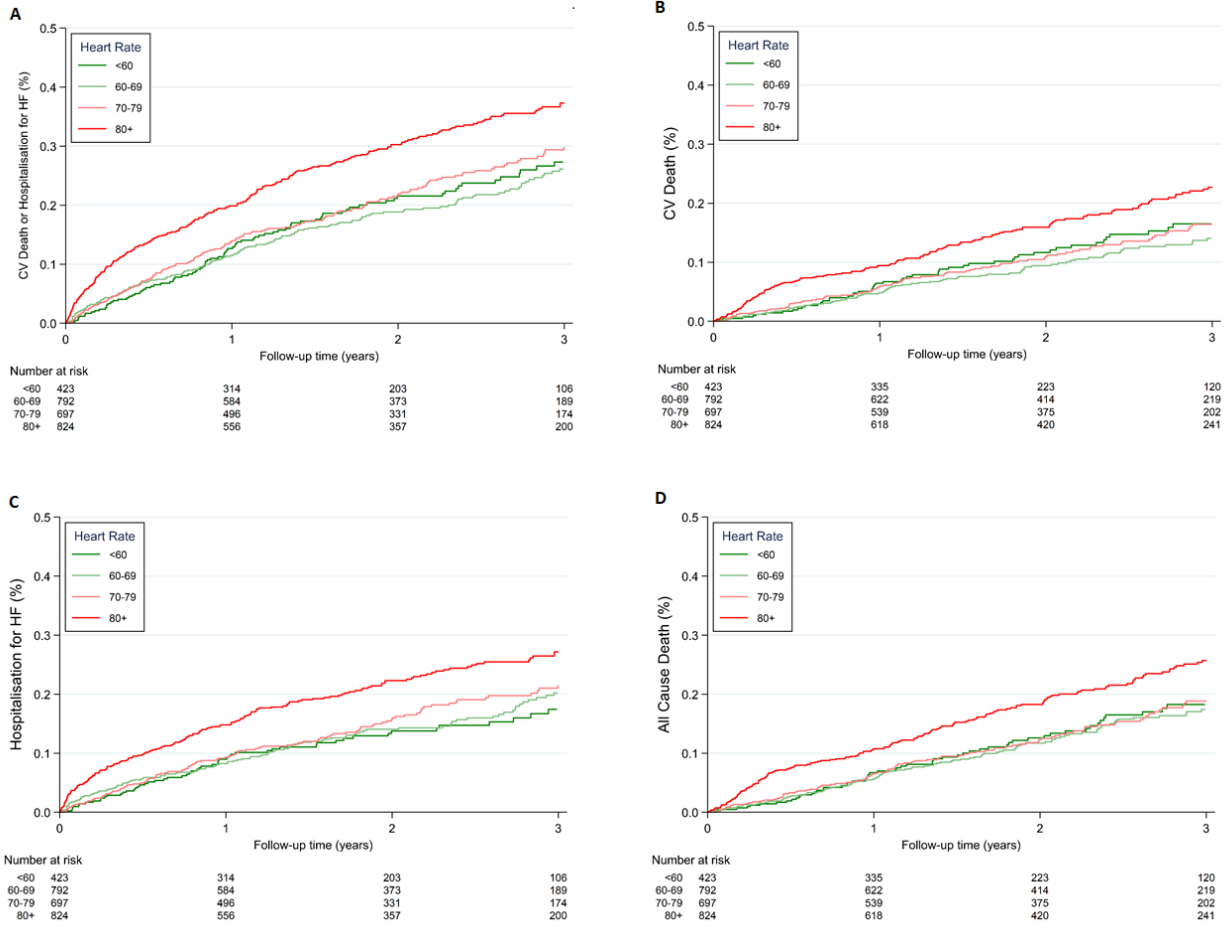 A
CV Death or Hospitalisation for HF (%)
0.5
0.4
0.3
0.2
0.1
0.0
Heart Rate
<60
60-69
70-79
80+
0 1 2 3
Follow-up time (years)
Number at risk
<60 423 314 203 106
60-69 792 584 373 189
70-79 697 496 331 174
80+ 824 556 357 200
B
CV Death (%)
0.5
0.4
0.3
0.2
0.1
0.0
Heart Rate
<60
60-69
70-79
80+
0 1 2 3
Follow-up time (years)
Number at risk
<60 423 335 223 120
60-69 792 622 414 219
70-79 697 539 375 202
80+ 824 618 420 241
C
Hospitalisation for HF (%)
0.5
0.4
0.3
0.2
0.1
0.0
Heart Rate
<60
60-69
70-79
80+
0 1 2 3
Follow-up time (years)
Number at risk
<60 423 314 203 106
60-69 792 584 373 189
70-79 697 496 331 174
80+ 824 556 357 200
D
All Cause Death (%)
0.5
0.4
0.3
0.2
0.1
0.0
Heart Rate
<60
60-69
70-79
80+
0 1 2 3
Follow-up time (years)
Number at risk
<60 423 335 223 120
60-69 792 622 414 219
70-79 697 539 375 202
80+ 824 618 420 241